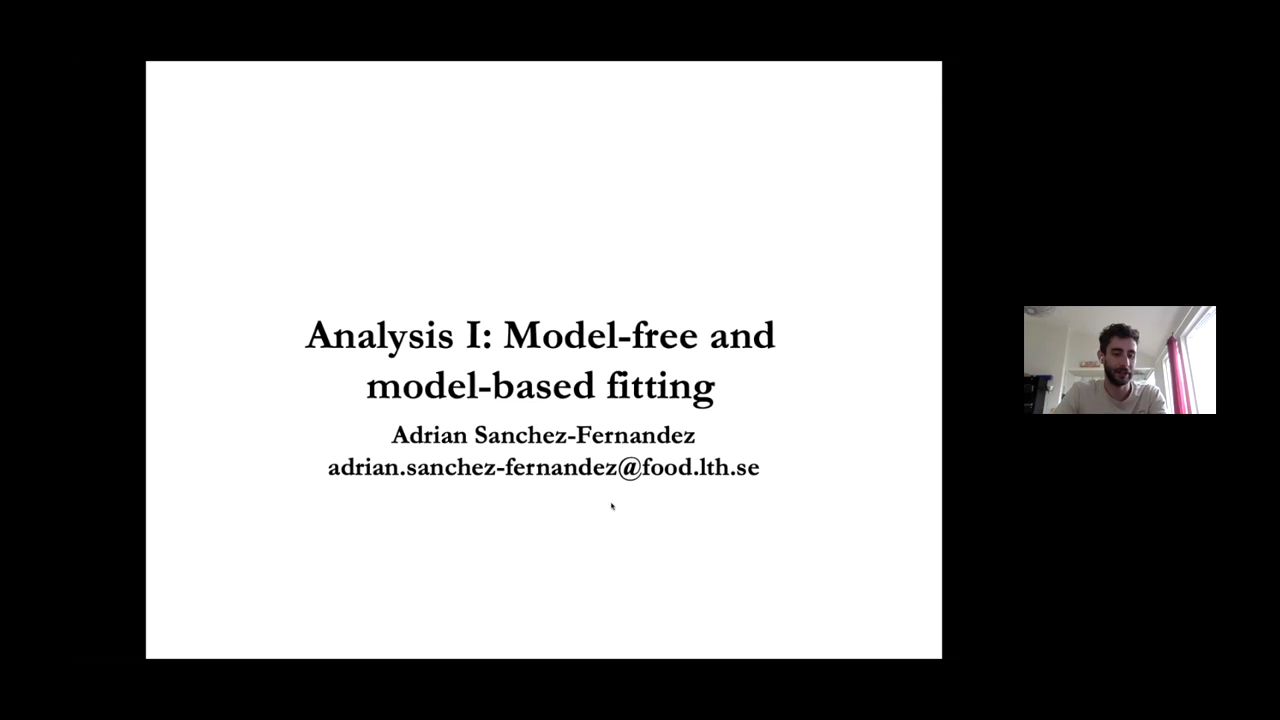 Analysis I: Model-free and
model-based fitting
Adrian Sanchez-Fernandez
adrian.sanchez-fernandez@food.lth.se